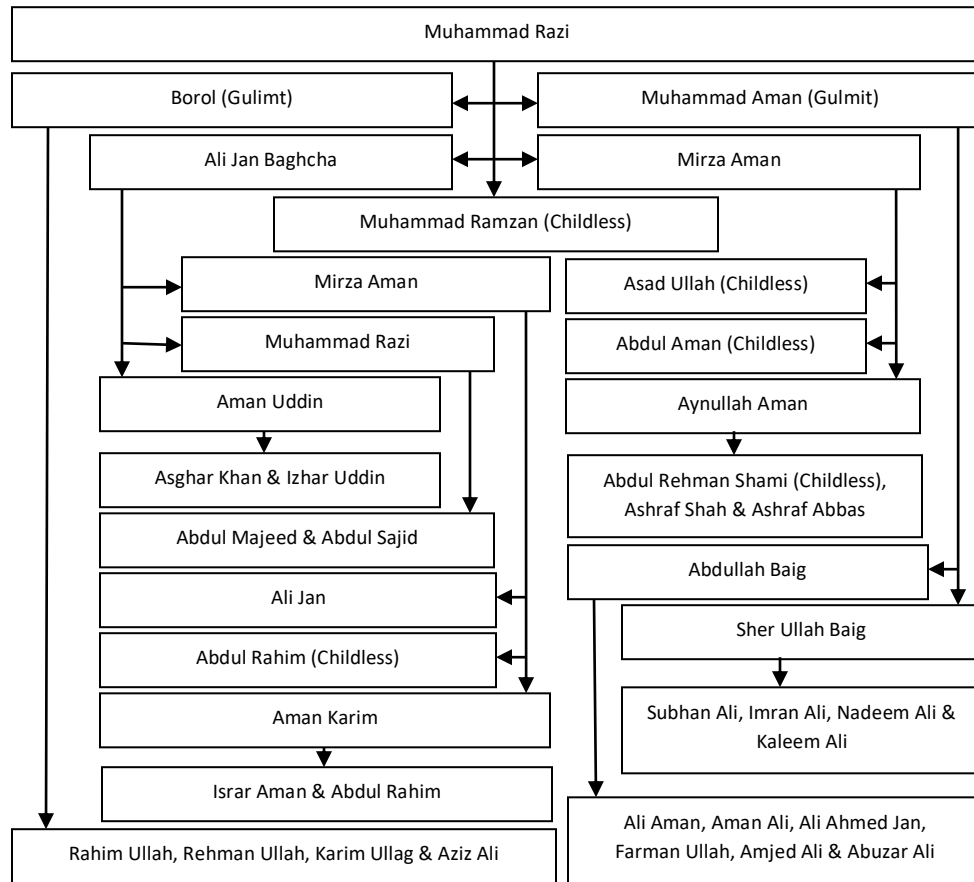 Muhammad Razi
Borol (Gulimt)
Muhammad Aman (Gulmit)
Ali Jan Baghcha
Mirza Aman
Muhammad Ramzan (Childless)
Mirza Aman
Asad Ullah (Childless)
Muhammad Razi
Abdul Aman (Childless)
Aman Uddin
Aynullah Aman
Asghar Khan & Izhar Uddin
Abdul Rehman Shami (Childless),
Ashraf Shah & Ashraf Abbas
Abdul Majeed & Abdul Sajid
Abdullah Baig
Ali Jan
Sher Ullah Baig
Abdul Rahim (Childless)
Aman Karim
Subhan Ali, Imran Ali, Nadeem Ali &
Kaleem Ali
Israr Aman & Abdul Rahim
Ali Aman, Aman Ali, Ali Ahmed Jan,
Farman Ullah, Amjed Ali & Abuzar Ali
Rahim Ullah, Rehman Ullah, Karim Ullag & Aziz Ali